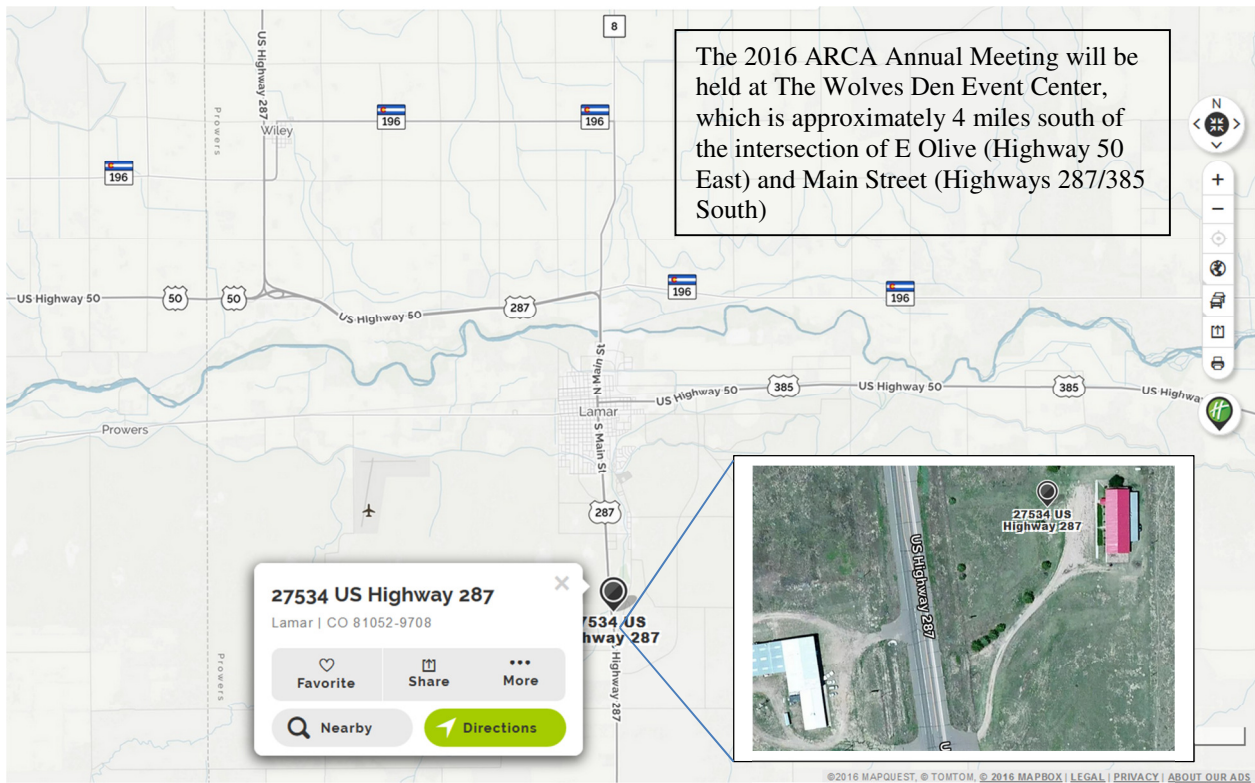 8
The 2016 ARCA Annual Meeting will be
held at The Wolves Den Event Center,
which is approximately 4 miles south of
the intersection of E Olive (Highway 50
East) and Main Street (Highways 287/385
South)
N
US Highway 287
Prowers
Wiley
196
196
196
196
196
US Highway 50
50
50
US Highway 50
287
N Main St
US Highway 50
385
US Highway 50
385
US Highwa
Lamar
Prowers
S Main St
287
27534 US Highway 287
Lamar | CO 81052-9708
Favorite
Share
More
Nearby
Directions
7534 US
hway 287
Highway 287
Prowers
27534 US
Highway 287
US Highway 287
U
©2016 MAPQUEST, © TOMTOM, © 2016 MAPBOX | LEGAL | PRIVACY | ABOUT OUR ADS